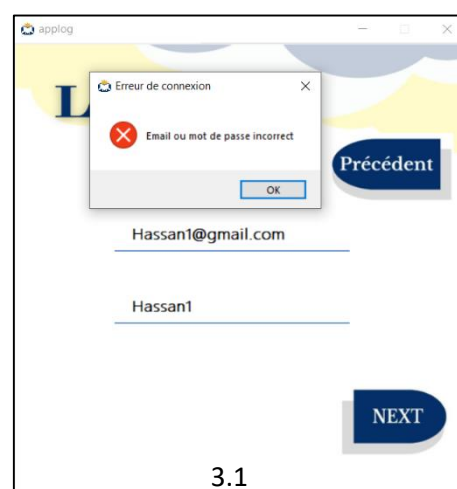 applog
L
Erreur de connexion
Email ou mot de passe incorrect
OK
Précédent
Hassan1@gmail.com
Hassan1
NEXT
3.1